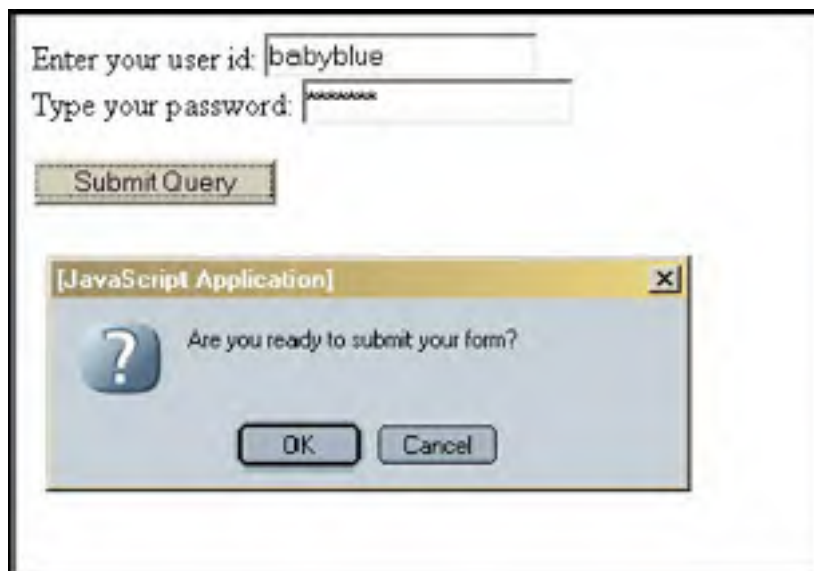 Enter your user id: babyblue
Type your password: *******
Submit Query
[JavaScript Application]
Are you ready to submit your form?
OK Cancel